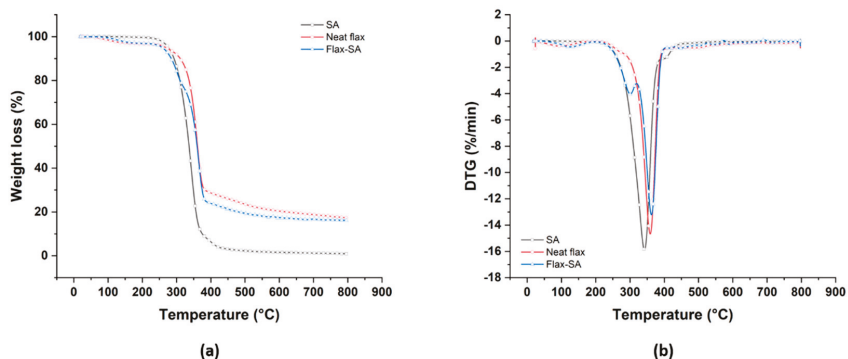 SA
Neat flax
Flax-SA
100
80
60
40
20
0
Weight loss (%)
0 100 200 300 400 500 600 700 800 900
Temperature (°C)
(a)
0
-2
-4
-6
-8
-10
-12
-14
-16
-18
DTG (%/min)
SA
Neat flax
Flax-SA
0 100 200 300 400 500 600 700 800 900
Temperature (°C)
(b)